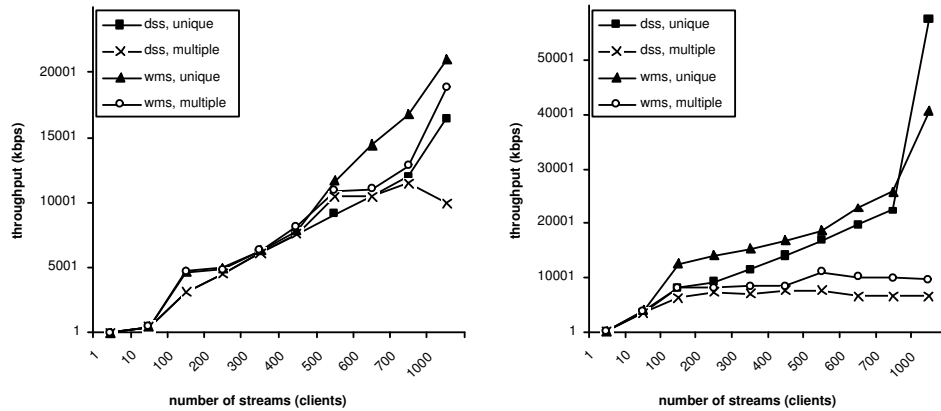 dss, unique
dss, multiple
wms, unique
wms, multiple
20001
15001
10001
5001
1
throughput (kbps)
1
10
100
200
300
400
500
600
700
1000
number of streams (clients)
dss, unique
dss, multiple
wms, unique
wms, multiple
50001
40001
30001
20001
10001
1
throughput (kbps)
1
10
100
200
300
400
500
600
700
1000
number of streams (clients)